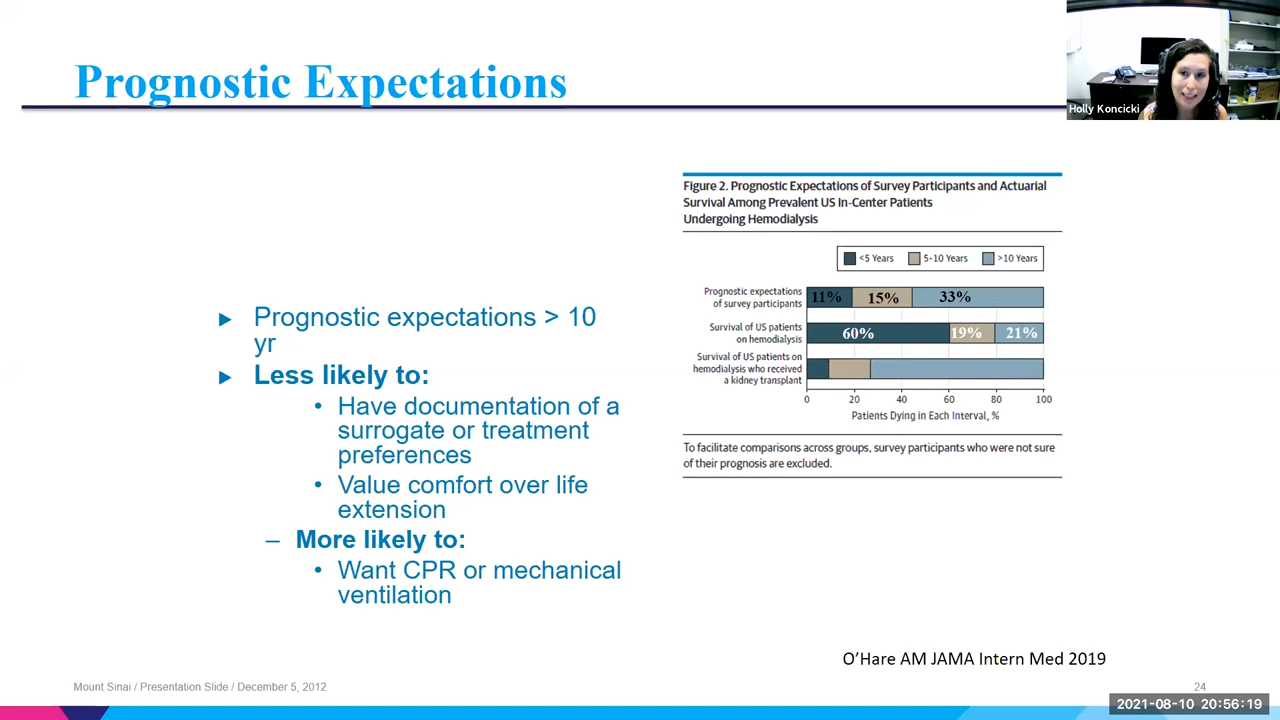 Prognostic Expectations
Holly Koncicki
► Prognostic expectations > 10
yr
► Less likely to:
• Have documentation of a
surrogate or treatment
preferences
• Value comfort over life
extension
– More likely to:
• Want CPR or mechanical
ventilation
Figure 2. Prognostic Expectations of Survey Participants and Actuarial
Survival Among Prevalent US In-Center Patients
Undergoing Hemodialysis
<5 Years 5-10 Years >10 Years
Prognostic expectations
of survey participants
11% 15% 33%
Survival of US patients
on hemodialysis
60% 19% 21%
Survival of US patients on
hemodialysis who received
a kidney transplant
0 20 40 60 80 100
Patients Dying in Each Interval, %
To facilitate comparisons across groups, survey participants who were not sure
of their prognosis are excluded.
O’Hare AM JAMA Intern Med 2019
Mount Sinai / Presentation Slide / December 5, 2012
24
2021-08-10 20:56:19